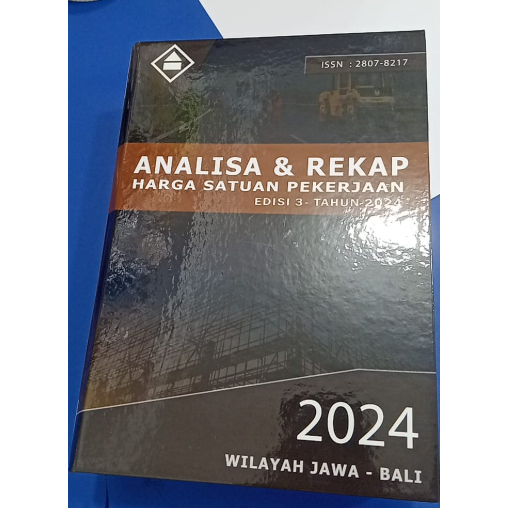 ISSN : 2807-8217
ANALISA & REKAP
HARGA SATUAN PEKERJAAN
EDISI 3- TAHUN-2024
2024
WILAYAH JAWA - BALI